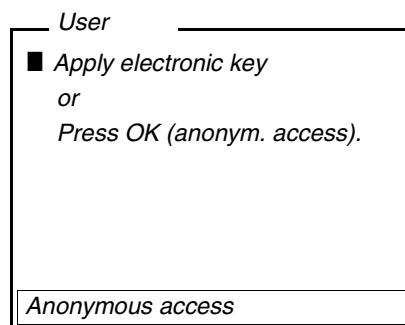 User
Apply electronic key
or
Press OK (anonym. access).
Anonymous access